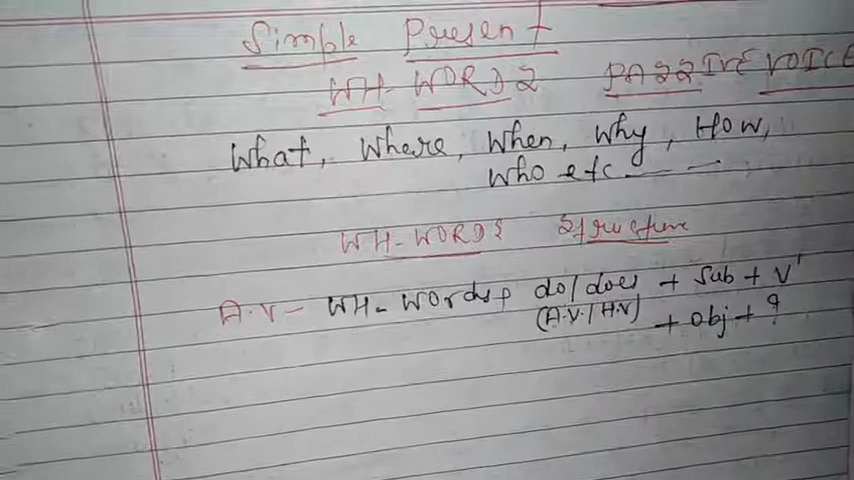 Simple Present
WH WORDS PASSIVE VOICE
What, Where, When, Why, How,
Who etc
WH-WORDS Structure
A.V - WH-Words + do/does + Sub + V¹
(A.V./H.V) + Obj + ?